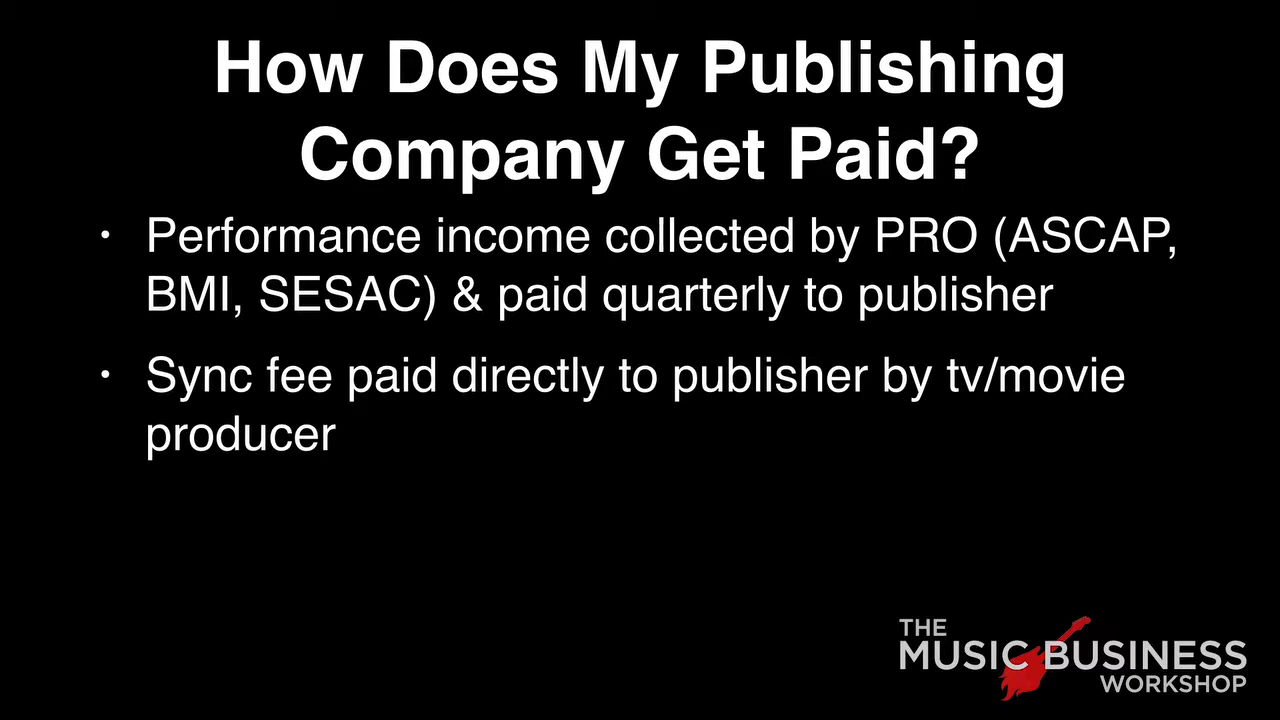 How Does My Publishing
Company Get Paid?
• Performance income collected by PRO (ASCAP,
BMI, SESAC) & paid quarterly to publisher
• Sync fee paid directly to publisher by tv/movie
producer
THE
MUSIC BUSINESS
WORKSHOP